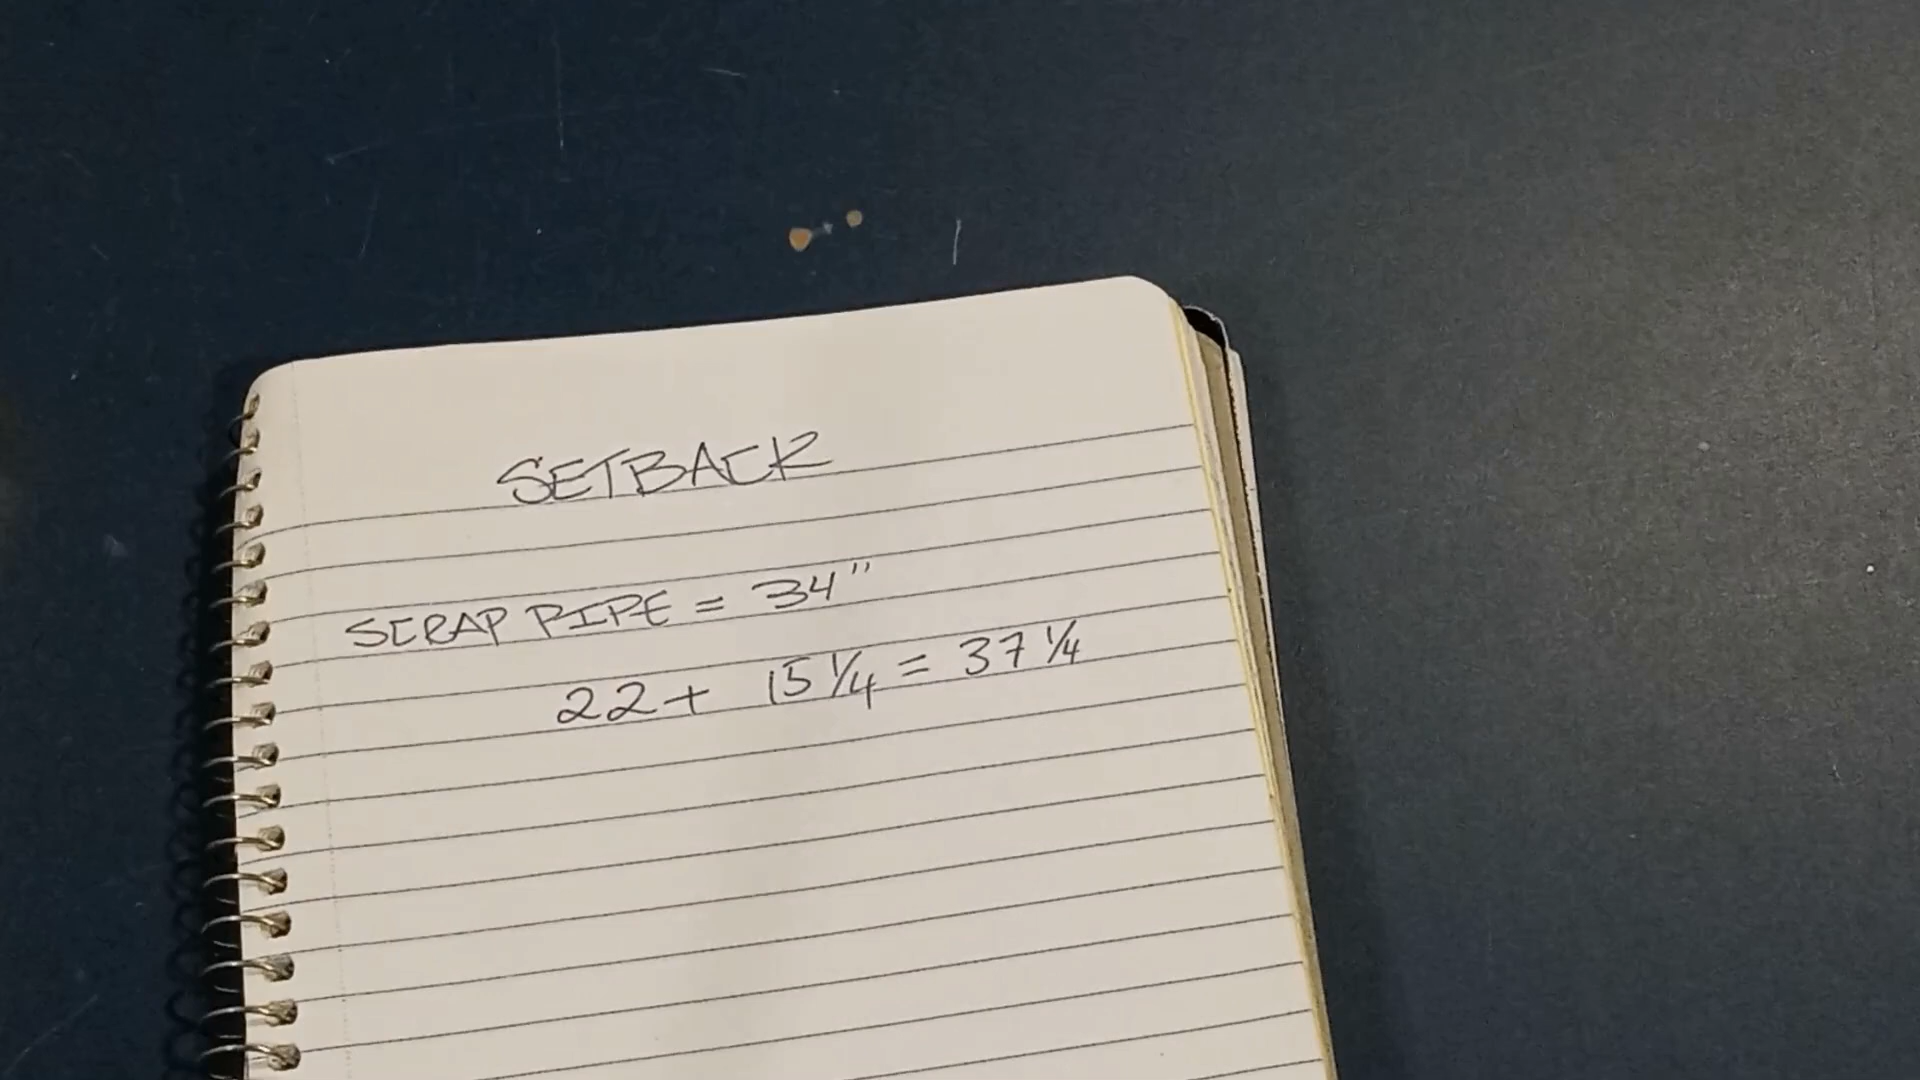 SETBACK
SCRAP PIPE = 34"
22 + 15 1/4 = 37 1/4